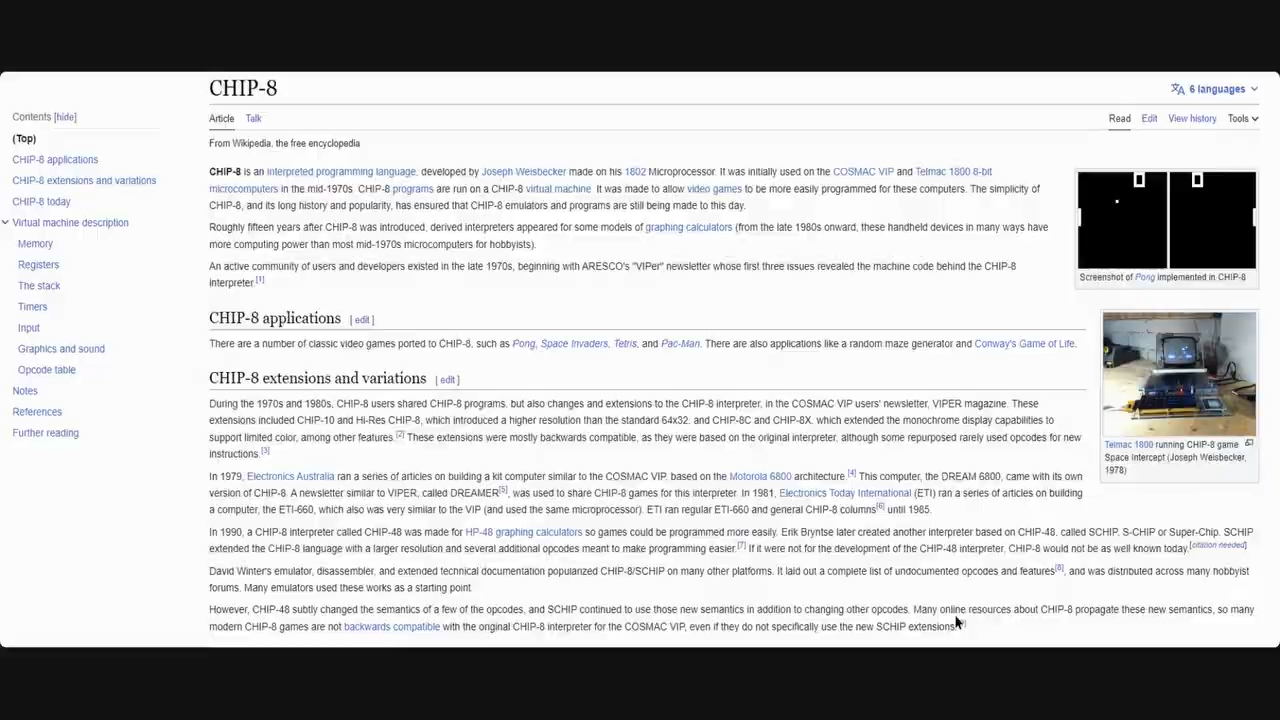 CHIP-8
6 languages
Contents [hide]
(Top)
CHIP-8 applications
CHIP-8 extensions and variations
CHIP-8 today
Virtual machine description
Memory
Registers
The stack
Timers
Input
Graphics and sound
Opcode table
Notes
References
Further reading
Article Talk
Read Edit View history Tools
From Wikipedia, the free encyclopedia
CHIP-8 is an interpreted programming language, developed by Joseph Weisbecker made on his 1802 Microprocessor. It was initially used on the COSMAC VIP and Telmac 1800 8-bit
microcomputers in the mid-1970s. CHIP-8 programs are run on a CHIP-8 virtual machine. It was made to allow video games to be more easily programmed for these computers. The simplicity of
CHIP-8, and its long history and popularity, has ensured that CHIP-8 emulators and programs are still being made to this day.
Roughly fifteen years after CHIP-8 was introduced, derived interpreters appeared for some models of graphing calculators (from the late 1980s onward, these handheld devices in many ways have
more computing power than most mid-1970s microcomputers for hobbyists).
An active community of users and developers existed in the late 1970s, beginning with ARESCO's "VIPer" newsletter whose first three issues revealed the machine code behind the CHIP-8
interpreter.[1]
Screenshot of Pong implemented in CHIP-8
CHIP-8 applications [ edit ]
There are a number of classic video games ported to CHIP-8, such as Pong, Space Invaders, Tetris, and Pac-Man. There are also applications like a random maze generator and Conway's Game of Life.
CHIP-8 extensions and variations [ edit ]
During the 1970s and 1980s, CHIP-8 users shared CHIP-8 programs, but also changes and extensions to the CHIP-8 interpreter, in the COSMAC VIP users' newsletter, VIPER magazine. These
extensions included CHIP-10 and Hi-Res CHIP-8, which introduced a higher resolution than the standard 64x32, and CHIP-8C and CHIP-8X, which extended the monochrome display capabilities to
support limited color, among other features.[2] These extensions were mostly backwards compatible, as they were based on the original interpreter, although some repurposed rarely used opcodes for new
instructions.[3]
Telmac 1800 running CHIP-8 game
Space Intercept (Joseph Weisbecker,
1978)
In 1979, Electronics Australia ran a series of articles on building a kit computer similar to the COSMAC VIP, based on the Motorola 6800 architecture.[4] This computer, the DREAM 6800, came with its own
version of CHIP-8. A newsletter similar to VIPER, called DREAMER[5], was used to share CHIP-8 games for this interpreter. In 1981, Electronics Today International (ETI) ran a series of articles on building
a computer, the ETI-660, which also was very similar to the VIP (and used the same microprocessor). ETI ran regular ETI-660 and general CHIP-8 columns[6] until 1985.
In 1990, a CHIP-8 interpreter called CHIP-48 was made for HP-48 graphing calculators so games could be programmed more easily. Erik Bryntse later created another interpreter based on CHIP-48, called SCHIP, S-CHIP or Super-Chip. SCHIP
extended the CHIP-8 language with a larger resolution and several additional opcodes meant to make programming easier.[7] If it were not for the development of the CHIP-48 interpreter, CHIP-8 would not be as well known today.[citation needed]
David Winter's emulator, disassembler, and extended technical documentation popularized CHIP-8/SCHIP on many other platforms. It laid out a complete list of undocumented opcodes and features[8], and was distributed across many hobbyist
forums. Many emulators used these works as a starting point.
However, CHIP-48 subtly changed the semantics of a few of the opcodes, and SCHIP continued to use those new semantics in addition to changing other opcodes. Many online resources about CHIP-8 propagate these new semantics, so many
modern CHIP-8 games are not backwards compatible with the original CHIP-8 interpreter for the COSMAC VIP, even if they do not specifically use the new SCHIP extensions.